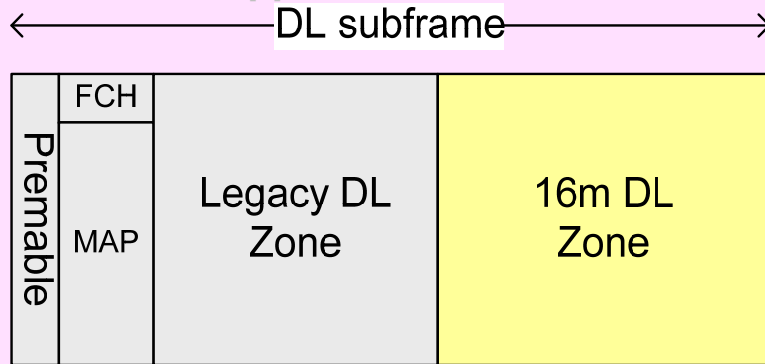 DL subframe
Premable
FCH
MAP
Legacy DL
Zone
16m DL
Zone